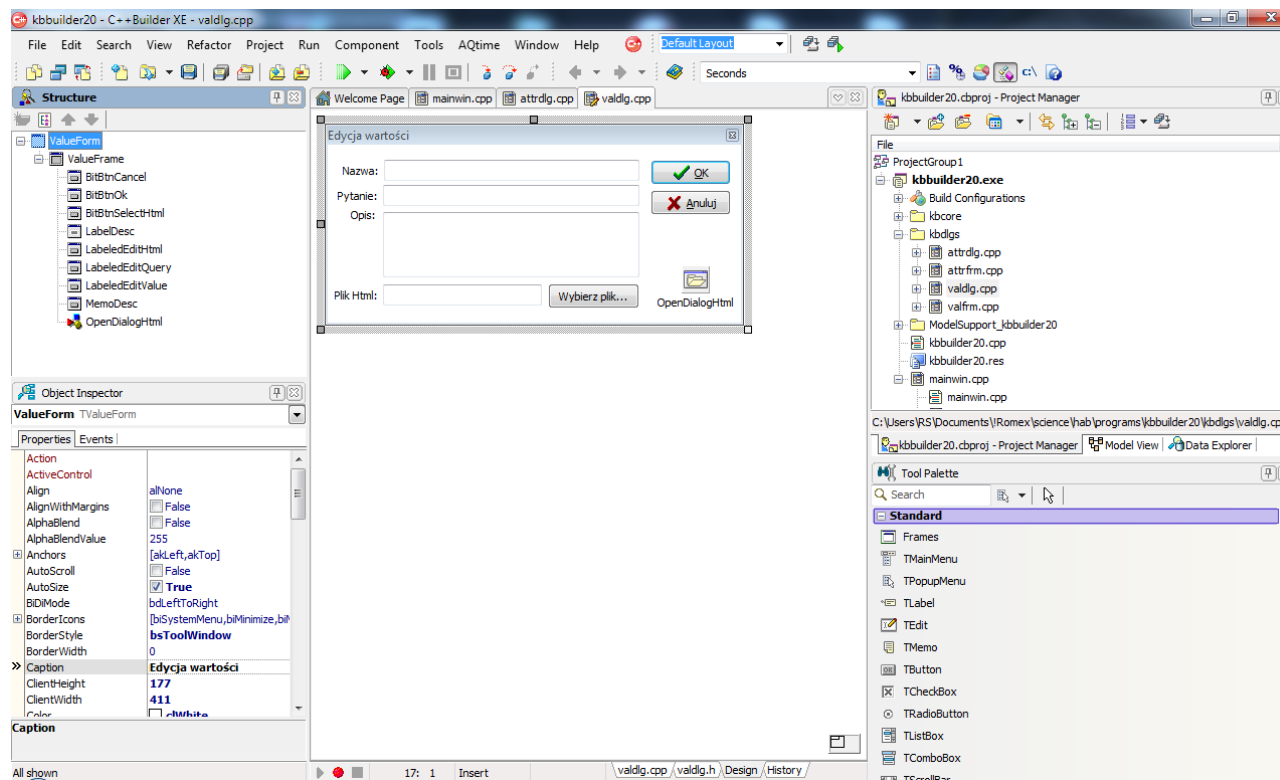 kbbuilder20 - C++Builder XE - valdlg.cpp
File Edit Search View Refactor Project Run Component Tools AQtime Window Help Default Layout
Seconds
Structure
ValueForm
ValueFrame
BitBtnCancel
BitBtnOk
BitBtnSelectHtml
LabelDesc
LabeledEditHtml
LabeledEditQuery
LabeledEditValue
MemoDesc
OpenDialogHtml
Object Inspector
ValueForm TValueForm
Properties Events
Action
ActiveControl
Align alNone
AlignWithMargins False
AlphaBlend False
AlphaBlendValue 255
Anchors [akLeft,akTop]
AutoScroll False
AutoSize True
BiDiMode bdLeftToRight
BorderIcons [biSystemMenu,biMinimize,biM
BorderStyle bsToolWindow
BorderWidth 0
Caption Edycja wartości
ClientHeight 177
ClientWidth 411
Color clWhite
Caption
All shown
Welcome Page mainwin.cpp attrdlg.cpp valdlg.cpp
Edycja wartości
Nazwa: OK
Pytanie: Anuluj
Opis:
Plik Html: Wybierz plik... OpenDialogHtml
17: 1 Insert valdlg.cpp valdlg.h Design History
kbbuilder20.cbproj - Project Manager
File
ProjectGroup1
kbbuilder20.exe
Build Configurations
kbcore
kbdlgs
attrdlg.cpp
attrfrm.cpp
valdlg.cpp
valfrm.cpp
ModelSupport_kbbuilder20
kbbuilder20.cpp
kbbuilder20.res
mainwin.cpp
mainwin.cpp
C:\Users\RS\Documents\!Romex\science\hab\programs\kbbuilder20\kbdlgs\valdlg.cp
kbbuilder20.cbproj - Project Manager Model View Data Explorer
Tool Palette
Search
Standard
Frames
TMainMenu
TPopupMenu
TLabel
TEdit
TMemo
TButton
TCheckBox
TRadioButton
TListBox
TComboBox
TScrollBar